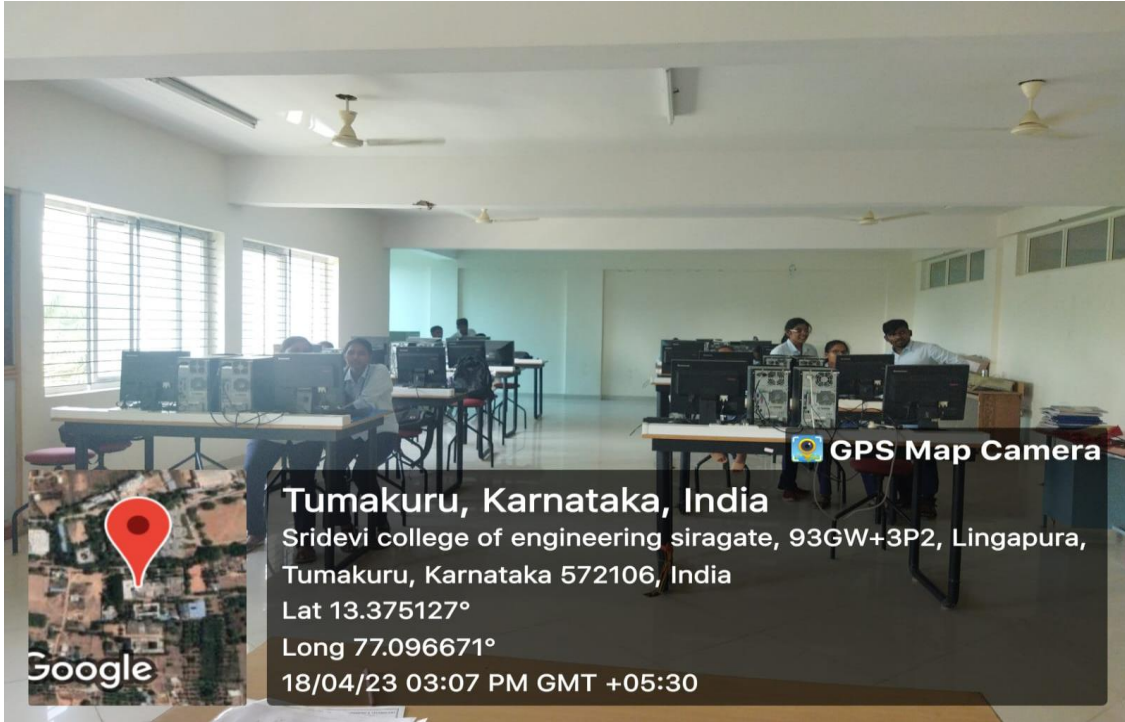 GPS Map Camera
Tumakuru, Karnataka, India
Sridevi college of engineering siragate, 93GW+3P2, Lingapura,
Tumakuru, Karnataka 572106, India
Lat 13.375127°
Long 77.096671°
18/04/23 03:07 PM GMT +05:30
Google